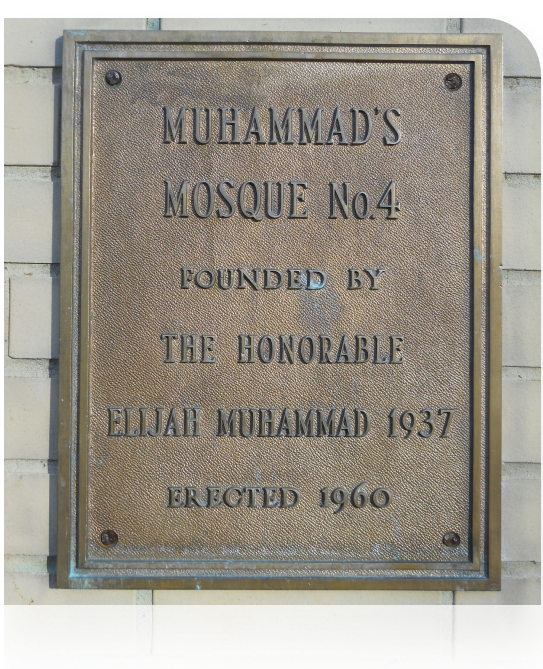 MUHAMMAD'S
MOSQUE No.4
FOUNDED BY
THE HONORABLE
ELIJAH MUHAMMAD 1937
ERECTED 1960